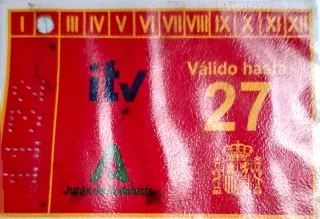 I III IV V VI VII VIII IX X XI XII
itv
Válido hasta
27
Junta de Andalucía